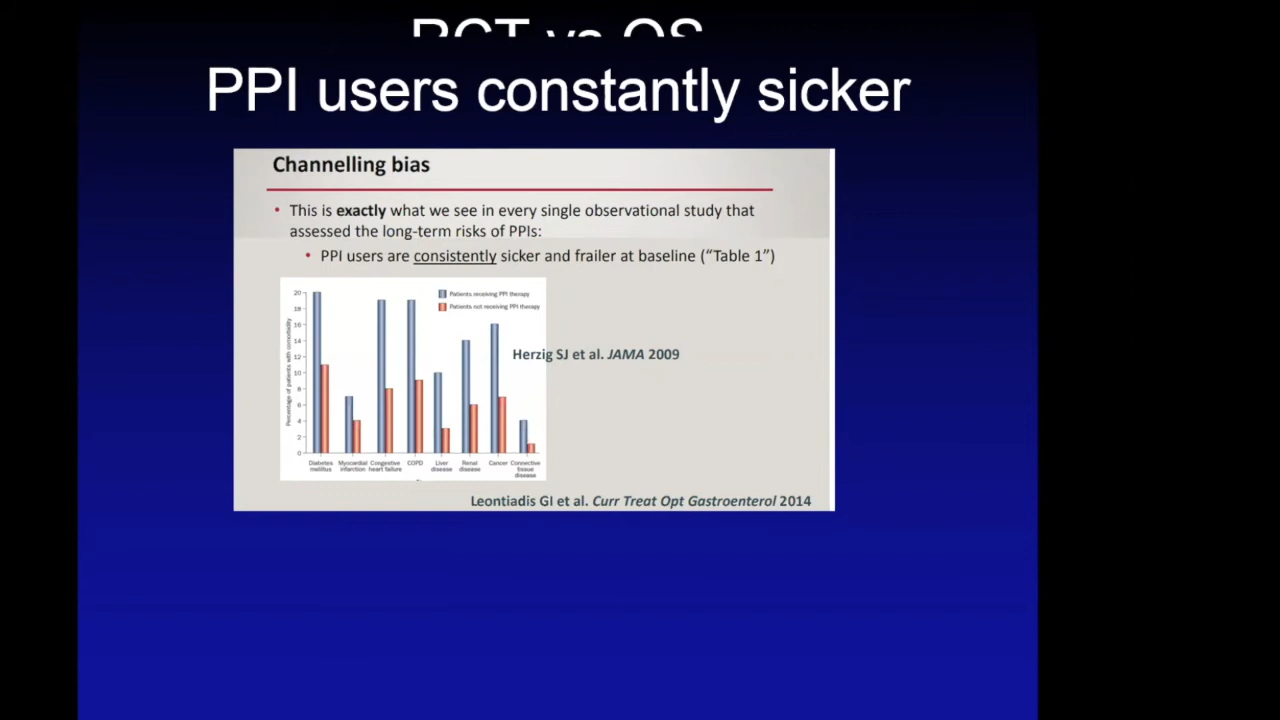 RCT vs OS
PPI users constantly sicker
Channelling bias
• This is exactly what we see in every single observational study that
assessed the long-term risks of PPIs:
• PPI users are consistently sicker and frailer at baseline (“Table 1”)
Patients receiving PPI therapy
Patients not receiving PPI therapy
Percentage of patients with comorbidity
20
18
16
14
12
10
8
6
4
2
0
Diabetes Myocardial Congestive COPD Liver Renal Cancer Connective
mellitus infarction heart failure disease disease tissue
disease
Herzig SJ et al. JAMA 2009
Leontiadis GI et al. Curr Treat Opt Gastroenterol 2014